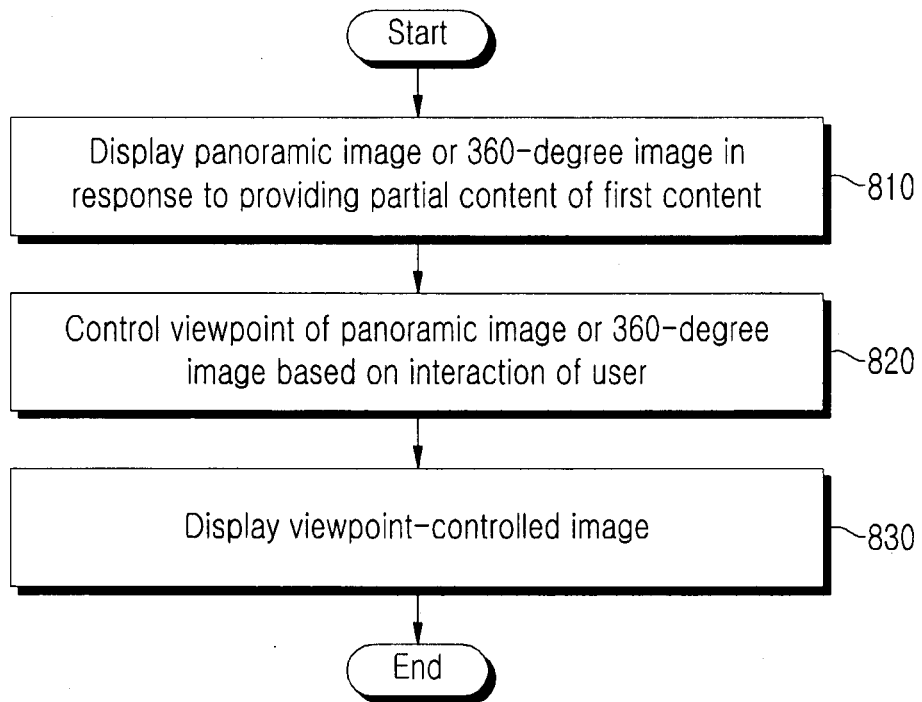 Start
Display panoramic image or 360-degree image in
response to providing partial content of first content
810
Control viewpoint of panoramic image or 360-degree
image based on interaction of user
820
Display viewpoint-controlled image
830
End